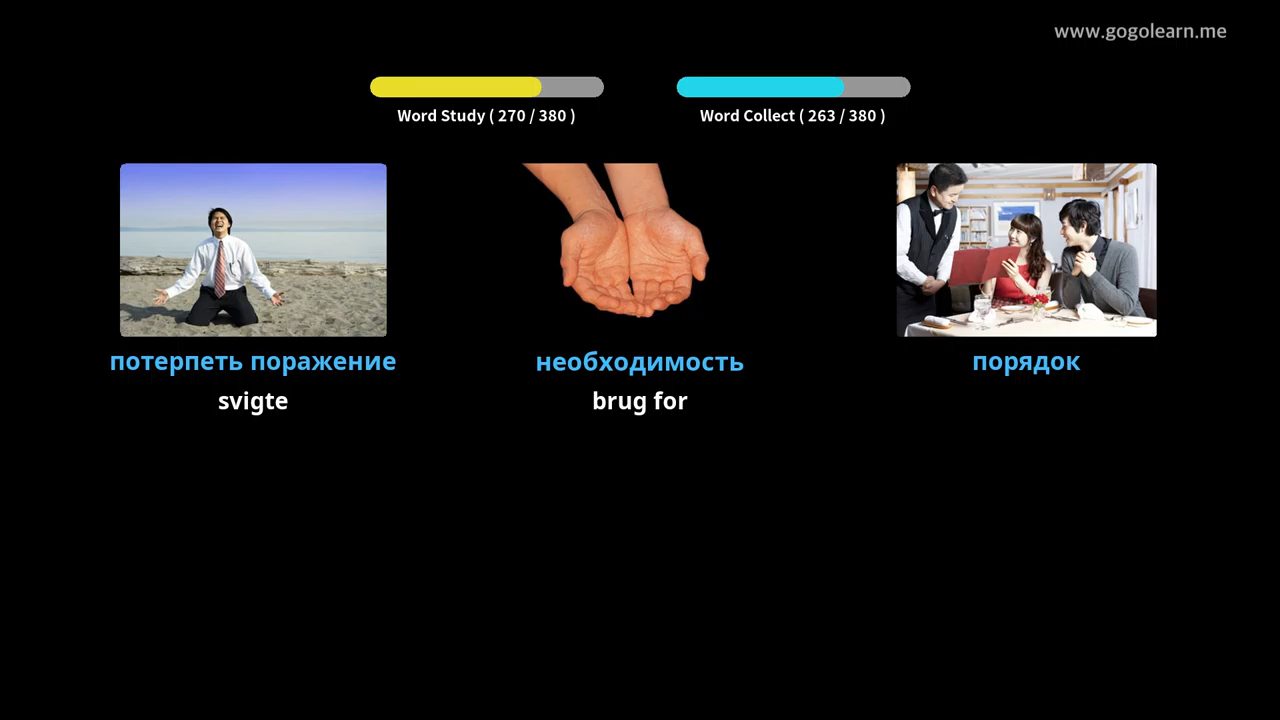 www.gogolearn.me
Word Study ( 270 / 380 )
Word Collect ( 263 / 380 )
потерпеть поражение
необходимость
порядок
svigte
brug for